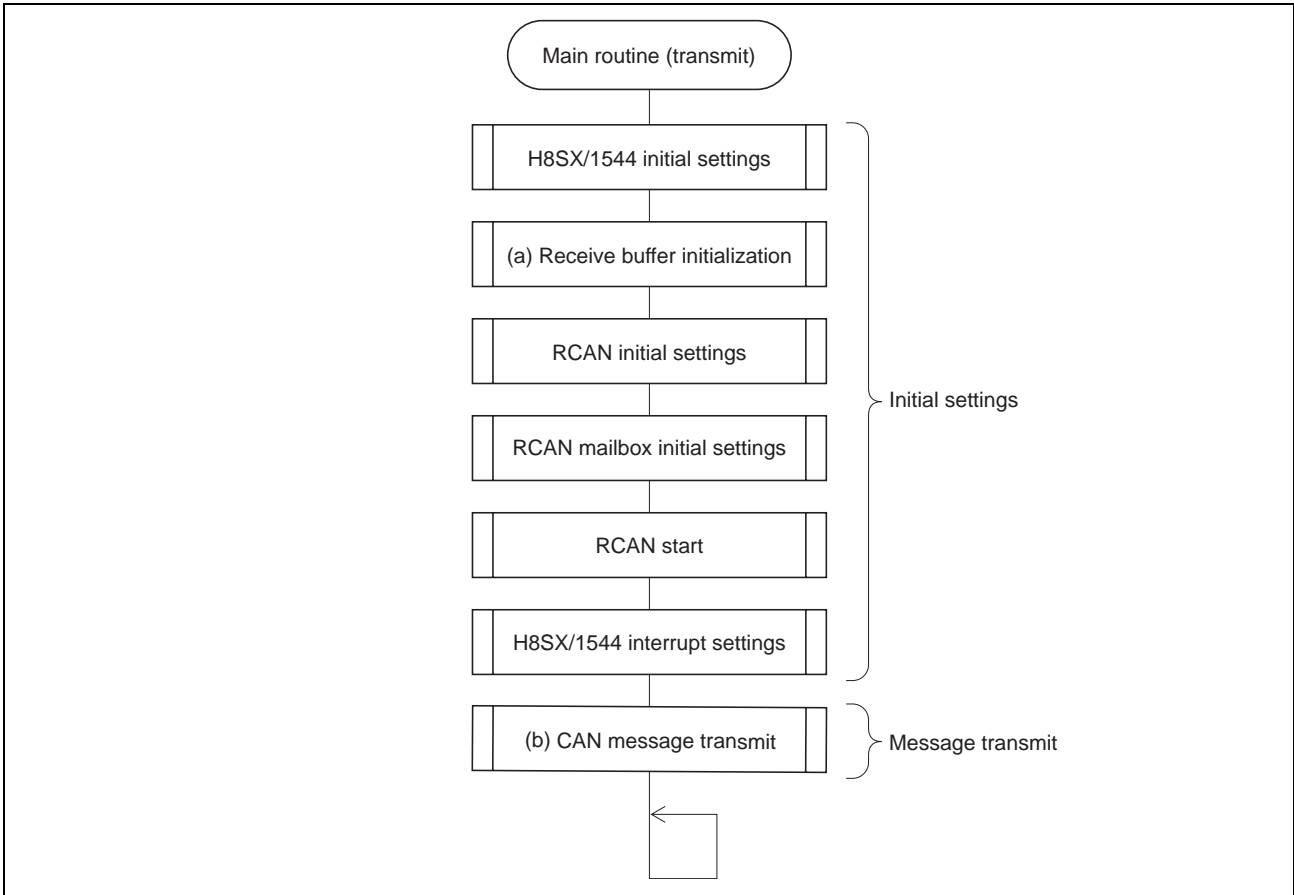 Main routine (transmit)
H8SX/1544 initial settings
(a) Receive buffer initialization
RCAN initial settings
Initial settings
RCAN mailbox initial settings
RCAN start
H8SX/1544 interrupt settings
(b) CAN message transmit
Message transmit